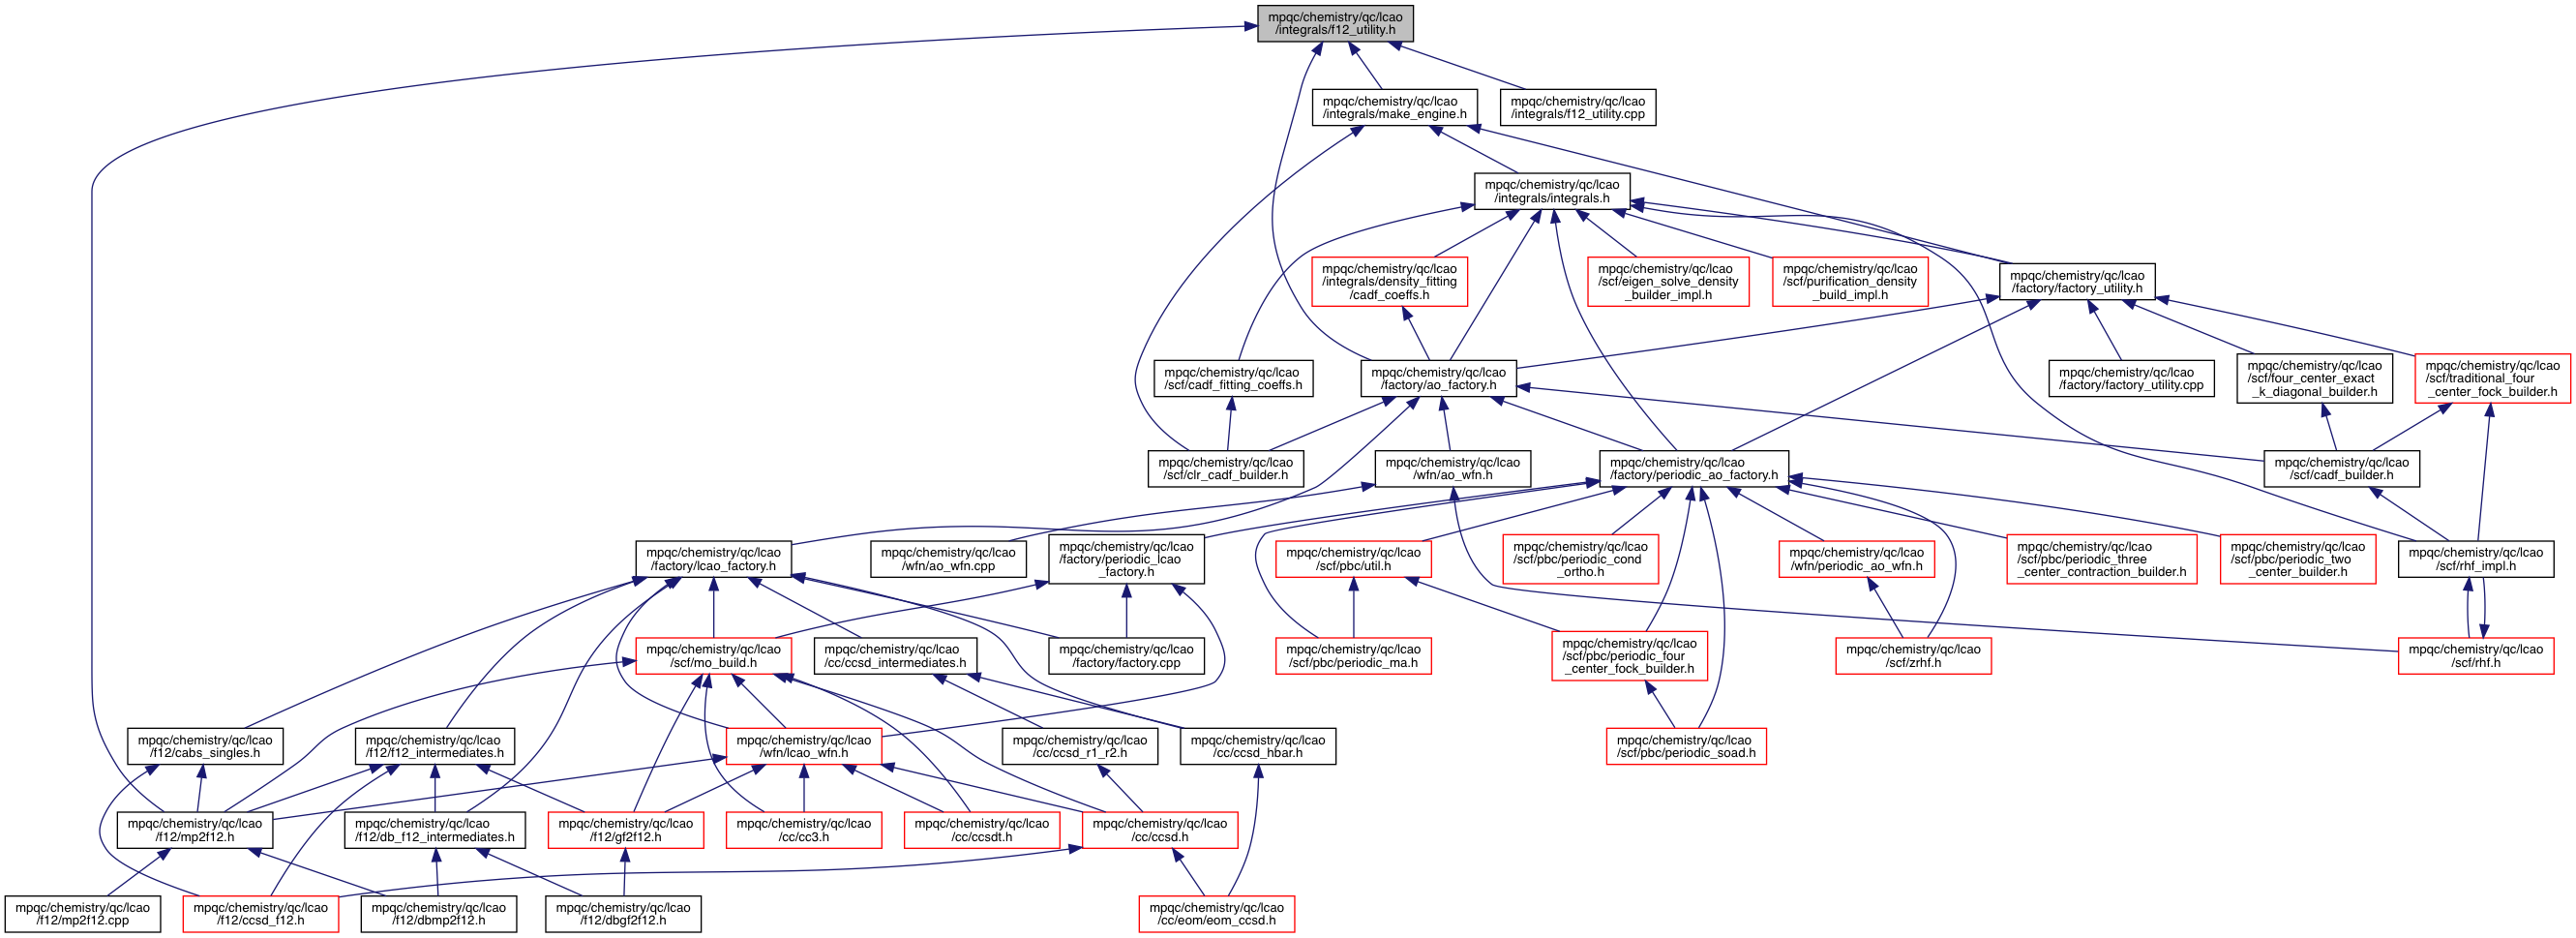 mpqc/chemistry/qc/lcao
/integrals/f12_utility.h
mpqc/chemistry/qc/lcao
/integrals/make_engine.h
mpqc/chemistry/qc/lcao
/integrals/f12_utility.cpp
mpqc/chemistry/qc/lcao
/integrals/integrals.h
mpqc/chemistry/qc/lcao
/integrals/density_fitting
/cadf_coeffs.h
mpqc/chemistry/qc/lcao
/scf/eigen_solve_density
_builder_impl.h
mpqc/chemistry/qc/lcao
/scf/purification_density
_build_impl.h
mpqc/chemistry/qc/lcao
/factory/factory_utility.h
mpqc/chemistry/qc/lcao
/scf/cadf_fitting_coeffs.h
mpqc/chemistry/qc/lcao
/factory/ao_factory.h
mpqc/chemistry/qc/lcao
/factory/factory_utility.cpp
mpqc/chemistry/qc/lcao
/scf/four_center_exact
_k_diagonal_builder.h
mpqc/chemistry/qc/lcao
/scf/traditional_four
_center_fock_builder.h
mpqc/chemistry/qc/lcao
/scf/clr_cadf_builder.h
mpqc/chemistry/qc/lcao
/wfn/ao_wfn.h
mpqc/chemistry/qc/lcao
/factory/periodic_ao_factory.h
mpqc/chemistry/qc/lcao
/scf/cadf_builder.h
mpqc/chemistry/qc/lcao
/factory/lcao_factory.h
mpqc/chemistry/qc/lcao
/wfn/ao_wfn.cpp
mpqc/chemistry/qc/lcao
/factory/periodic_lcao
_factory.h
mpqc/chemistry/qc/lcao
/scf/pbc/util.h
mpqc/chemistry/qc/lcao
/scf/pbc/periodic_cond
_ortho.h
mpqc/chemistry/qc/lcao
/wfn/periodic_ao_wfn.h
mpqc/chemistry/qc/lcao
/scf/pbc/periodic_three
_center_contraction_builder.h
mpqc/chemistry/qc/lcao
/scf/pbc/periodic_two
_center_builder.h
mpqc/chemistry/qc/lcao
/scf/rhf_impl.h
mpqc/chemistry/qc/lcao
/scf/mo_build.h
mpqc/chemistry/qc/lcao
/cc/ccsd_intermediates.h
mpqc/chemistry/qc/lcao
/factory/factory.cpp
mpqc/chemistry/qc/lcao
/scf/pbc/periodic_ma.h
mpqc/chemistry/qc/lcao
/scf/pbc/periodic_four
_center_fock_builder.h
mpqc/chemistry/qc/lcao
/scf/zrhf.h
mpqc/chemistry/qc/lcao
/scf/rhf.h
mpqc/chemistry/qc/lcao
/f12/cabs_singles.h
mpqc/chemistry/qc/lcao
/f12/f12_intermediates.h
mpqc/chemistry/qc/lcao
/wfn/lcao_wfn.h
mpqc/chemistry/qc/lcao
/cc/ccsd_r1_r2.h
mpqc/chemistry/qc/lcao
/cc/ccsd_hbar.h
mpqc/chemistry/qc/lcao
/scf/pbc/periodic_soad.h
mpqc/chemistry/qc/lcao
/f12/mp2f12.h
mpqc/chemistry/qc/lcao
/f12/db_f12_intermediates.h
mpqc/chemistry/qc/lcao
/f12/gf2f12.h
mpqc/chemistry/qc/lcao
/cc/cc3.h
mpqc/chemistry/qc/lcao
/cc/ccsdt.h
mpqc/chemistry/qc/lcao
/cc/ccsd.h
mpqc/chemistry/qc/lcao
/f12/mp2f12.cpp
mpqc/chemistry/qc/lcao
/f12/ccsd_f12.h
mpqc/chemistry/qc/lcao
/f12/dbmp2f12.h
mpqc/chemistry/qc/lcao
/f12/dbgf2f12.h
mpqc/chemistry/qc/lcao
/cc/eom/eom_ccsd.h